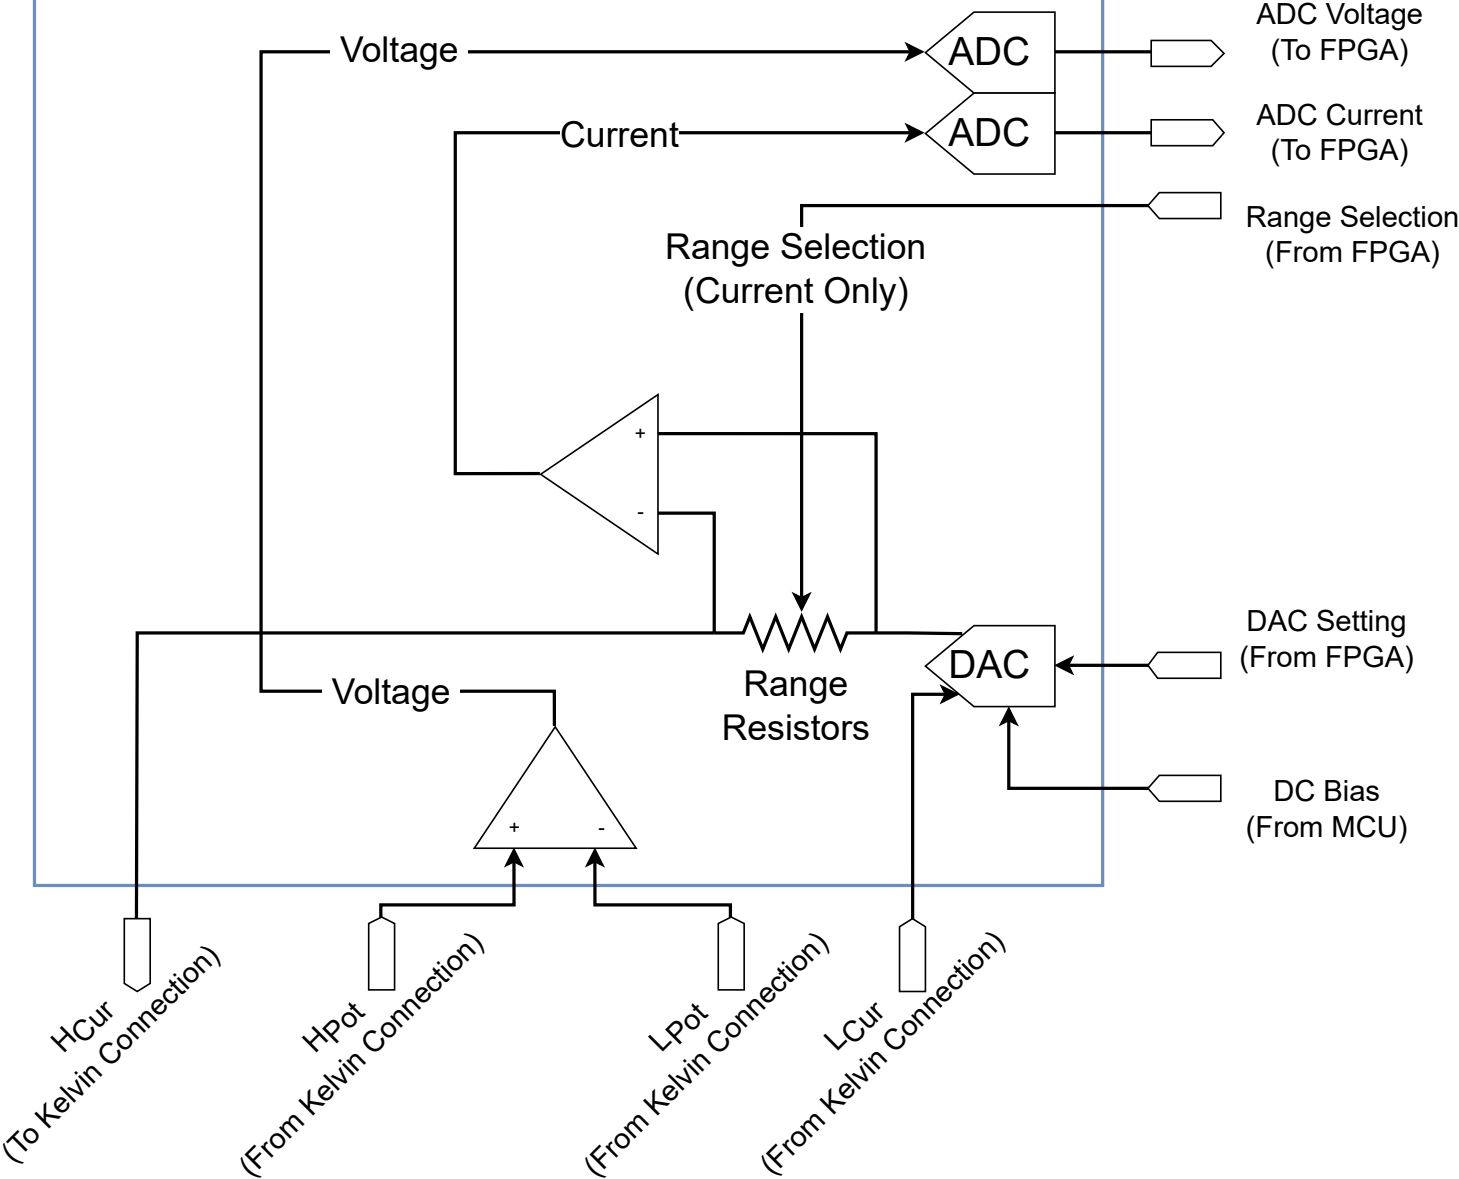 ADC Voltage
(To FPGA)
Voltage
ADC
ADC Current
(To FPGA)
Current
ADC
Range Selection
(From FPGA)
Range Selection
(Current Only)
+
-
DAC Setting
(From FPGA)
DAC
Range
Resistors
Voltage
DC Bias
(From MCU)
+
-
HCur
(To Kelvin Connection)
HPot
(From Kelvin Connection)
LPot
(From Kelvin Connection)
LCur
(From Kelvin Connection)